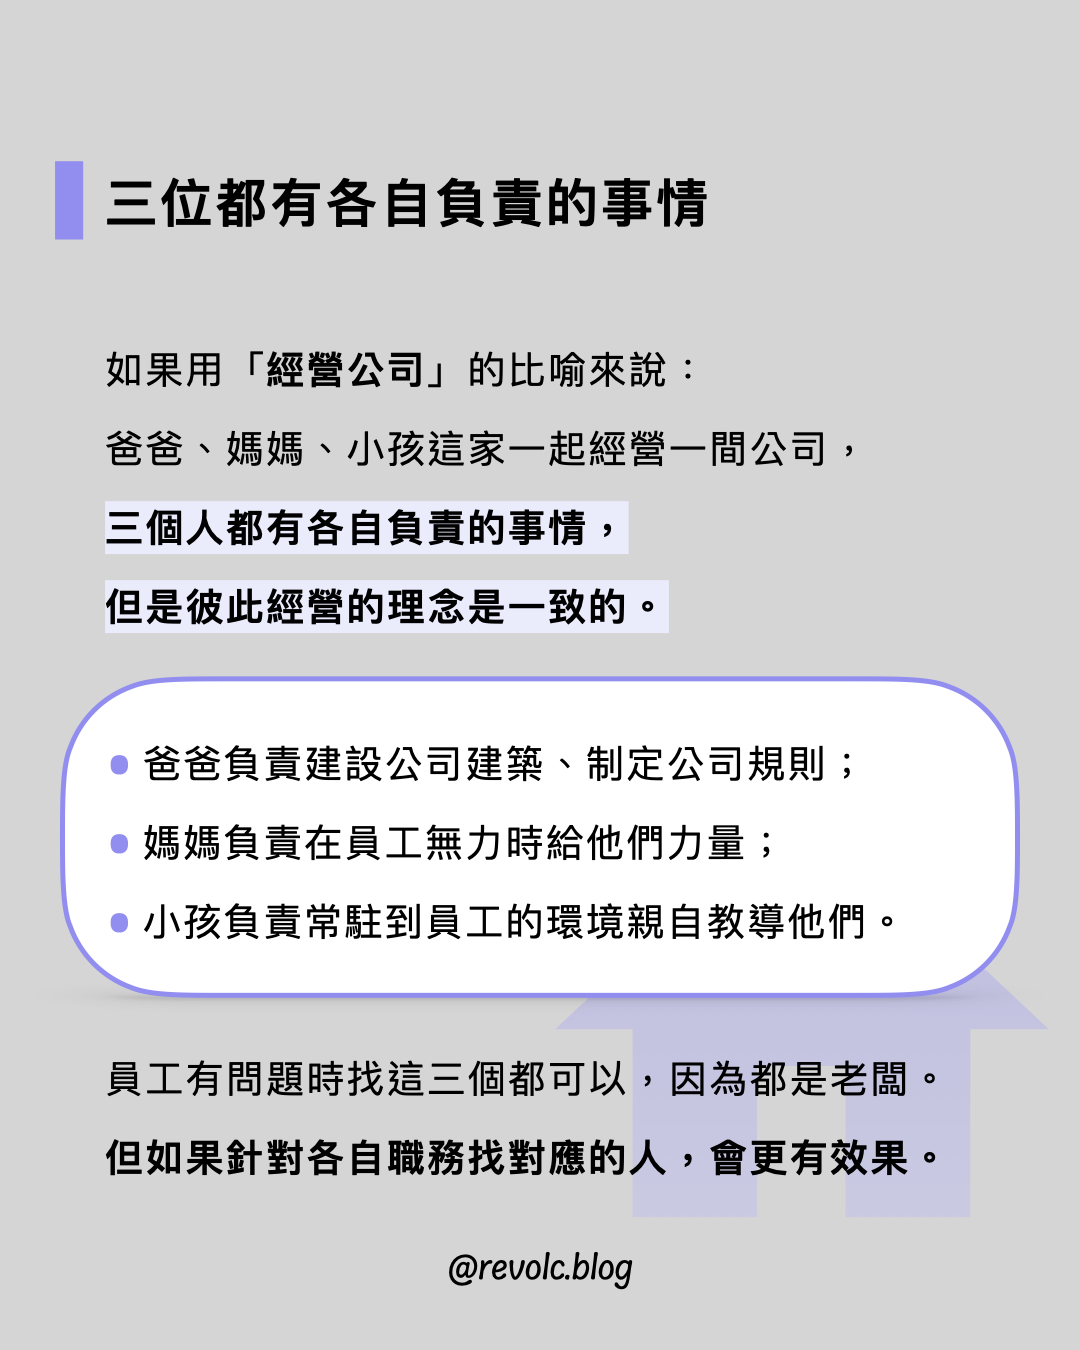 三位都有各自負責的事情
如果用「經營公司」的比喻來說：
爸爸、媽媽、小孩這家一起經營一間公司，
三個人都有各自負責的事情，
但是彼此經營的理念是一致的。
爸爸負責建設公司建築、制定公司規則；
媽媽負責在員工無力時給他們力量；
小孩負責常駐到員工的環境親自教導他們。
員工有問題時找這三個都可以，因為都是老闆。
但如果針對各自職務找對應的人，會更有效果。
@revolc.blog